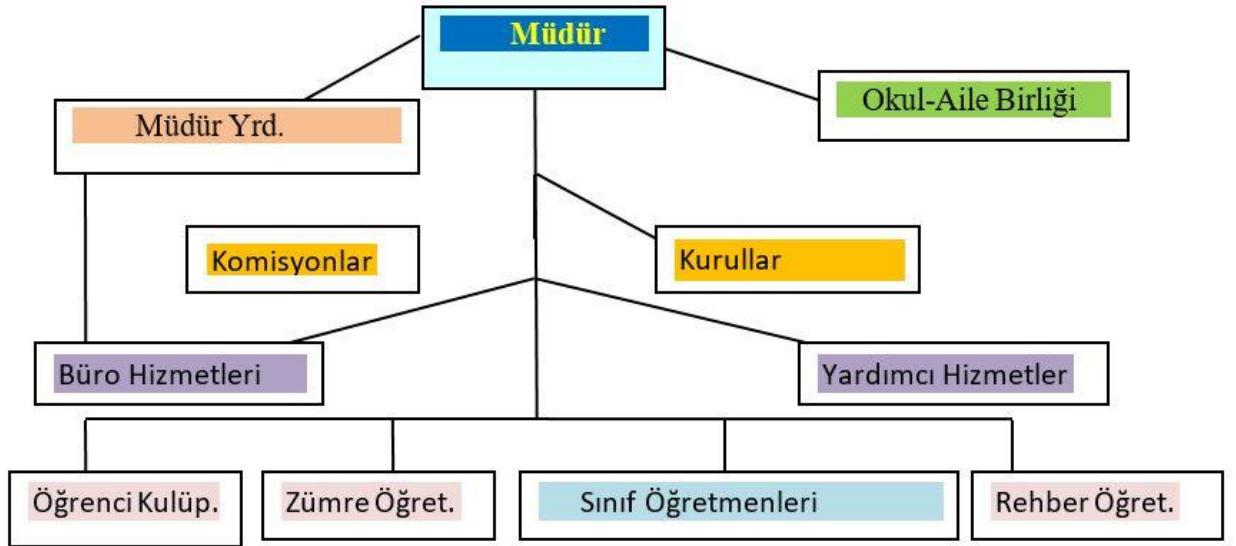 Müdür
Okul-Aile Birliği
Müdür Yrd.
Komisyonlar
Kurullar
Büro Hizmetleri
Yardımcı Hizmetler
Öğrenci Kulüp.
Zümre Öğret.
Sınıf Öğretmenleri
Rehber Öğret.